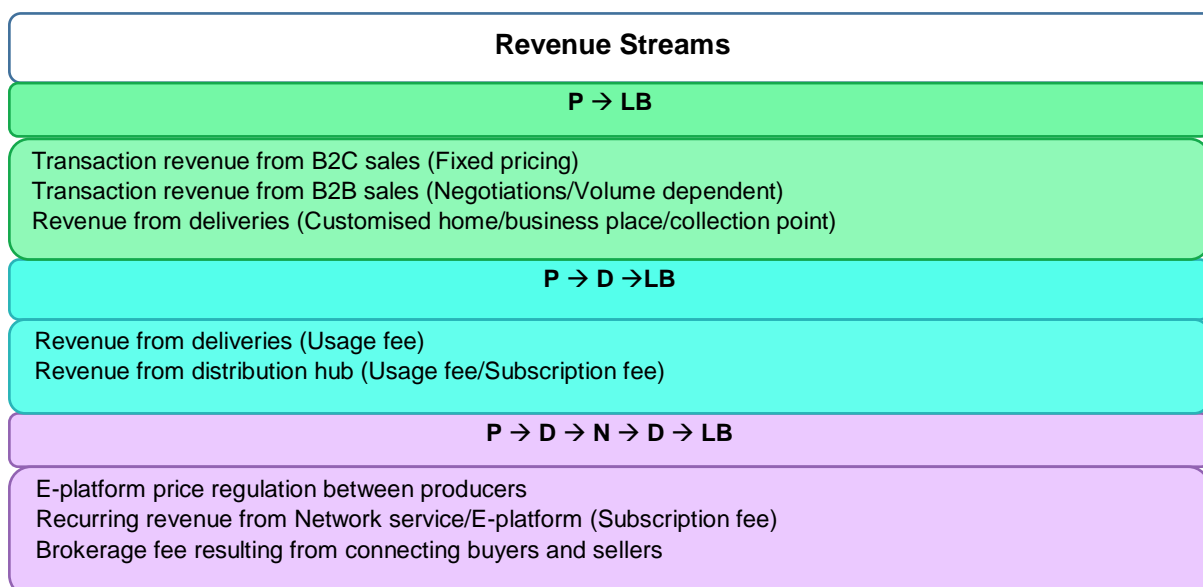 Revenue Streams
P → LB
Transaction revenue from B2C sales (Fixed pricing)
Transaction revenue from B2B sales (Negotiations/Volume dependent)
Revenue from deliveries (Customised home/business place/collection point)
P → D →LB
Revenue from deliveries (Usage fee)
Revenue from distribution hub (Usage fee/Subscription fee)
P → D → N → D → LB
E-platform price regulation between producers
Recurring revenue from Network service/E-platform (Subscription fee)
Brokerage fee resulting from connecting buyers and sellers